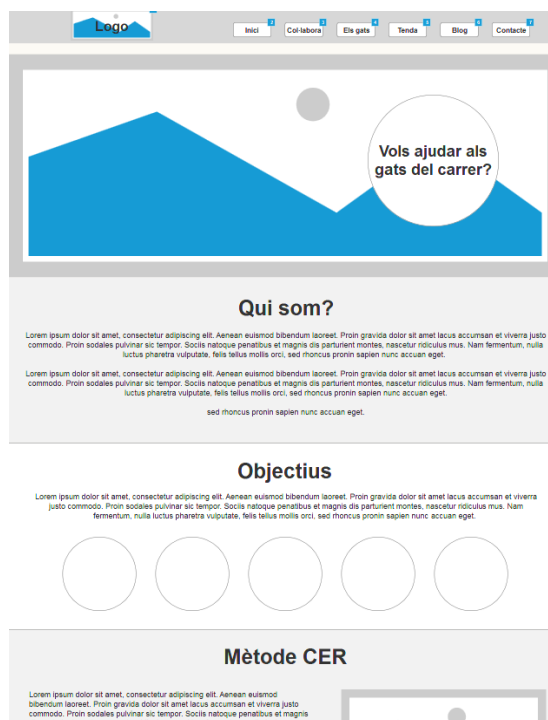 Logo
Inici 2 Col·labora 3 Els gats 4 Tenda 5 Blog 6 Contacte 7
Vols ajudar als
gats del carrer?
Qui som?
Lorem ipsum dolor sit amet, consectetur adipiscing elit. Aenean euismod bibendum laoreet. Proin gravida dolor sit amet lacus accumsan et viverra justo
commodo. Proin sodales pulvinar sic tempor. Sociis natoque penatibus et magnis dis parturient montes, nascetur ridiculus mus. Nam fermentum, nulla
luctus pharetra vulputate, felis tellus mollis orci, sed rhoncus pronin sapien nunc accuan eget.
Lorem ipsum dolor sit amet, consectetur adipiscing elit. Aenean euismod bibendum laoreet. Proin gravida dolor sit amet lacus accumsan et viverra justo
commodo. Proin sodales pulvinar sic tempor. Sociis natoque penatibus et magnis dis parturient montes, nascetur ridiculus mus. Nam fermentum, nulla
luctus pharetra vulputate, felis tellus mollis orci, sed rhoncus pronin sapien nunc accuan eget.
sed rhoncus pronin sapien nunc accuan eget.
Objectius
Lorem ipsum dolor sit amet, consectetur adipiscing elit. Aenean euismod bibendum laoreet. Proin gravida dolor sit amet lacus accumsan et viverra
justo commodo. Proin sodales pulvinar sic tempor. Sociis natoque penatibus et magnis dis parturient montes, nascetur ridiculus mus. Nam
fermentum, nulla luctus pharetra vulputate, felis tellus mollis orci, sed rhoncus pronin sapien nunc accuan eget.
Mètode CER
Lorem ipsum dolor sit amet, consectetur adipiscing elit. Aenean euismod
bibendum laoreet. Proin gravida dolor sit amet lacus accumsan et viverra justo
commodo. Proin sodales pulvinar sic tempor. Sociis natoque penatibus et magnis